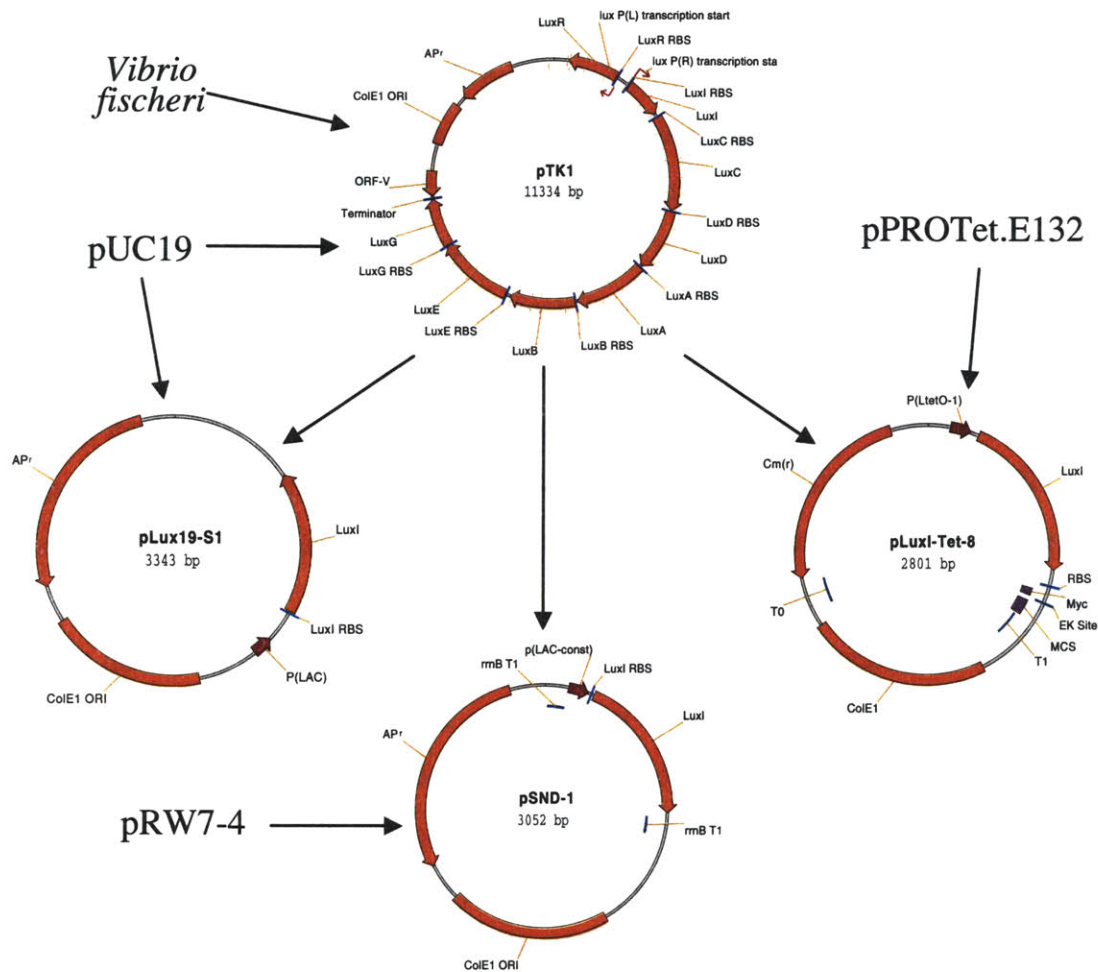 Vibrio
fischeri
pUC19
pPROTet.E132
pRW7-4
LuxR
lux P(L) transcription start
LuxR RBS
lux P(R) transcription sta
LuxI RBS
LuxI
LuxC RBS
LuxC
LuxD RBS
LuxD
LuxA RBS
LuxA
LuxB RBS
LuxB
LuxE RBS
LuxE
LuxG RBS
LuxG
Terminator
ORF-V
ColE1 ORI
APr
pTK1
11334 bp
APr
LuxI
pLux19-S1
3343 bp
LuxI RBS
P(LAC)
ColE1 ORI
P(LtetO-1)
Cm(r)
LuxI
pLuxI-Tet-8
2801 bp
RBS
Myc
EK Site
MCS
T1
T0
ColE1
p(LAC-const)
rrnB T1
LuxI RBS
LuxI
APr
pSND-1
3052 bp
rrnB T1
ColE1 ORI